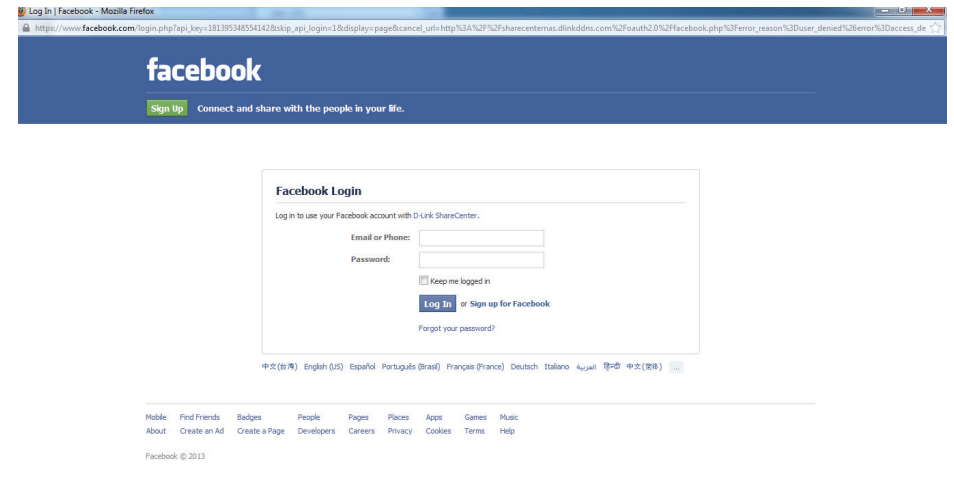 Log In | Facebook - Mozilla Firefox
https://www.facebook.com/login.php?api_key=181395348554142&skip_api_login=1&display=page&cancel_url=http%3A%2F%2Fsharecenternas.dlinkddns.com%2Foauth2.0%2Ffacebook.php%3Ferror_reason%3Duser_denied%26error%3Daccess_de
facebook
Sign Up Connect and share with the people in your life.
Facebook Login
Log in to use your Facebook account with D-Link ShareCenter.
Email or Phone:
Password:
Keep me logged in
Log In or Sign up for Facebook
Forgot your password?
中文(台灣) English (US) Español Português (Brasil) Français (France) Deutsch Italiano العربية हिन्दी 中文(简体) ...
Mobile Find Friends Badges People Pages Places Apps Games Music
About Create an Ad Create a Page Developers Careers Privacy Cookies Terms Help
Facebook © 2013